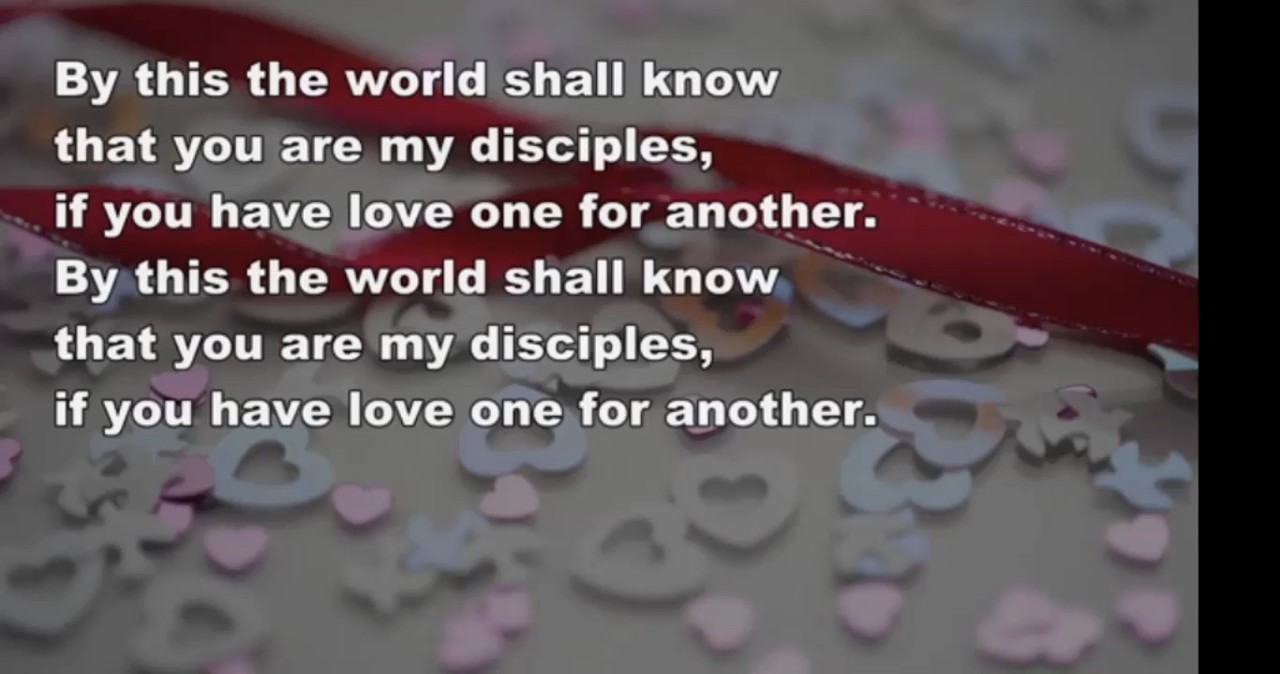 By this the world shall know
that you are my disciples,
if you have love one for another.
By this the world shall know
that you are my disciples,
if you have love one for another.